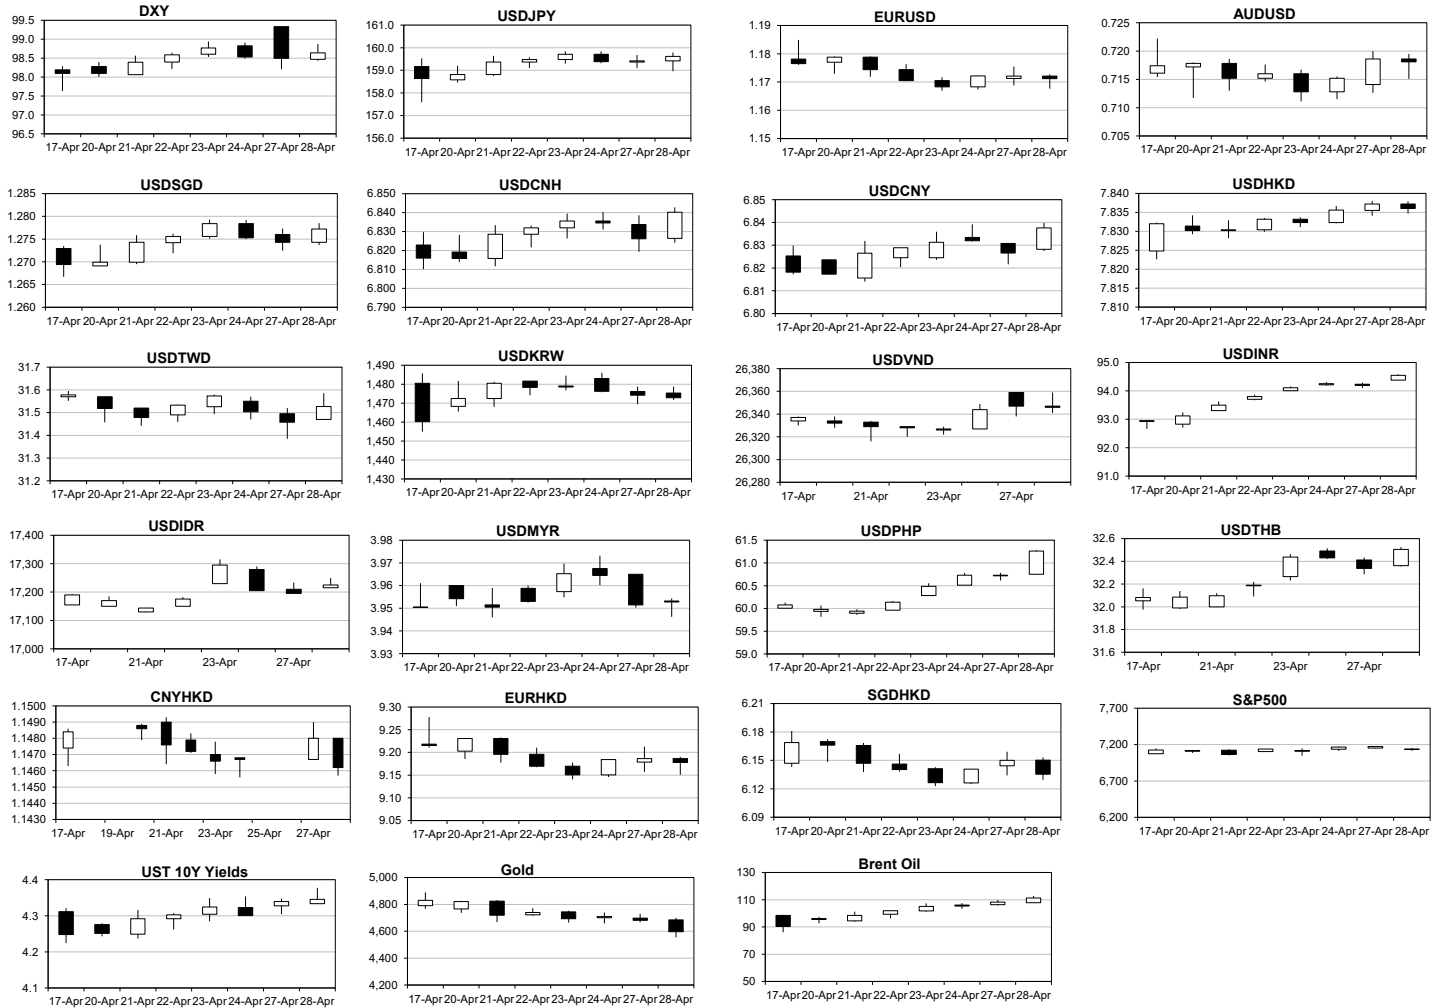 DXY
99.5
99.0
98.5
98.0
97.5
97.0
96.5
17-Apr 20-Apr 21-Apr 22-Apr 23-Apr 24-Apr 27-Apr 28-Apr
USDJPY
161.0
160.0
159.0
158.0
157.0
156.0
17-Apr 20-Apr 21-Apr 22-Apr 23-Apr 24-Apr 27-Apr 28-Apr
EURUSD
1.19
1.18
1.17
1.16
1.15
17-Apr 20-Apr 21-Apr 22-Apr 23-Apr 24-Apr 27-Apr 28-Apr
AUDUSD
0.725
0.720
0.715
0.710
0.705
17-Apr 20-Apr 21-Apr 22-Apr 23-Apr 24-Apr 27-Apr 28-Apr
USDSGD
1.285
1.280
1.275
1.270
1.265
1.260
17-Apr 20-Apr 21-Apr 22-Apr 23-Apr 24-Apr 27-Apr 28-Apr
USDCNH
6.850
6.840
6.830
6.820
6.810
6.800
6.790
17-Apr 20-Apr 21-Apr 22-Apr 23-Apr 24-Apr 27-Apr 28-Apr
USDCNY
6.85
6.84
6.83
6.82
6.81
6.80
17-Apr 20-Apr 21-Apr 22-Apr 23-Apr 24-Apr 27-Apr 28-Apr
USDHKD
7.840
7.835
7.830
7.825
7.820
7.815
7.810
17-Apr 20-Apr 21-Apr 22-Apr 23-Apr 24-Apr 27-Apr 28-Apr
USDTWD
31.7
31.6
31.5
31.4
31.3
31.2
17-Apr 20-Apr 21-Apr 22-Apr 23-Apr 24-Apr 27-Apr 28-Apr
USDKRW
1,490
1,480
1,470
1,460
1,450
1,440
1,430
17-Apr 20-Apr 21-Apr 22-Apr 23-Apr 24-Apr 27-Apr 28-Apr
USDVND
26,380
26,360
26,340
26,320
26,300
26,280
17-Apr 21-Apr 23-Apr 27-Apr
USDINR
95.0
94.0
93.0
92.0
91.0
17-Apr 20-Apr 21-Apr 22-Apr 23-Apr 24-Apr 27-Apr 28-Apr
USDIDR
17,400
17,300
17,200
17,100
17,000
17-Apr 21-Apr 23-Apr 27-Apr
USDMYR
3.98
3.97
3.96
3.95
3.94
3.93
17-Apr 20-Apr 21-Apr 22-Apr 23-Apr 24-Apr 27-Apr 28-Apr
USDPHP
61.5
61.0
60.5
60.0
59.5
59.0
17-Apr 20-Apr 21-Apr 22-Apr 23-Apr 24-Apr 27-Apr 28-Apr
USDTHB
32.6
32.4
32.2
32.0
31.8
31.6
17-Apr 21-Apr 23-Apr 27-Apr
CNYHKD
1.1500
1.1490
1.1480
1.1470
1.1460
1.1450
1.1440
1.1430
17-Apr 19-Apr 21-Apr 23-Apr 25-Apr 27-Apr
EURHKD
9.30
9.25
9.20
9.15
9.10
9.05
17-Apr 20-Apr 21-Apr 22-Apr 23-Apr 24-Apr 27-Apr 28-Apr
SGDHKD
6.21
6.18
6.15
6.12
6.09
17-Apr 20-Apr 21-Apr 22-Apr 23-Apr 24-Apr 27-Apr 28-Apr
S&P500
7,700
7,200
6,700
6,200
17-Apr 20-Apr 21-Apr 22-Apr 23-Apr 24-Apr 27-Apr 28-Apr
UST 10Y Yields
4.4
4.3
4.2
4.1
17-Apr 20-Apr 21-Apr 22-Apr 23-Apr 24-Apr 27-Apr 28-Apr
Gold
5,000
4,800
4,600
4,400
4,200
17-Apr 20-Apr 21-Apr 22-Apr 23-Apr 24-Apr 27-Apr 28-Apr
Brent Oil
130
110
90
70
50
17-Apr 20-Apr 21-Apr 22-Apr 23-Apr 24-Apr 27-Apr 28-Apr